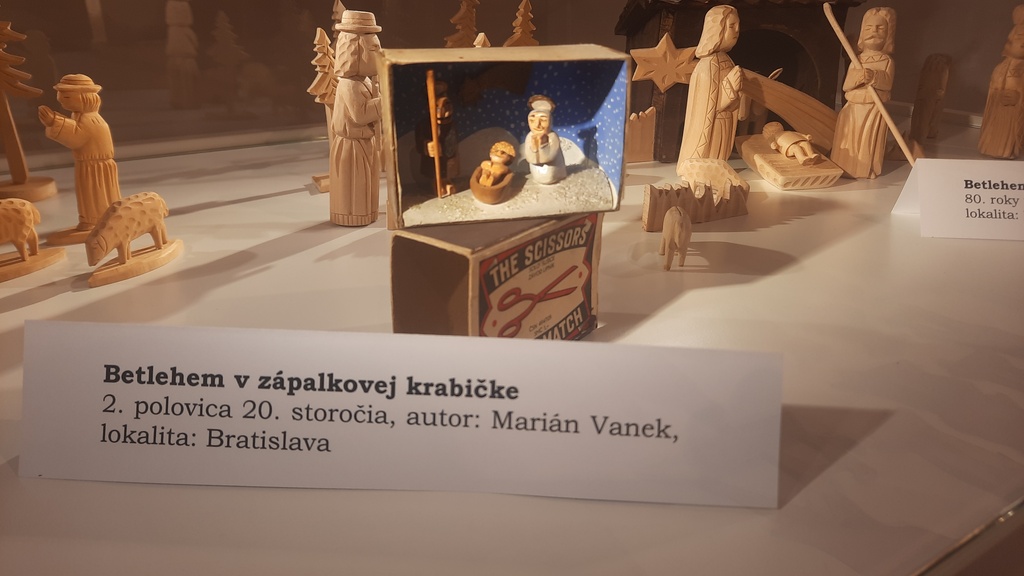 THE SCISSORS
MATCH
Betlehem v zápalkovej krabičke
2. polovica 20. storočia, autor: Marián Vanek,
lokalita: Bratislava
Betlehem
80. roky
lokalita: